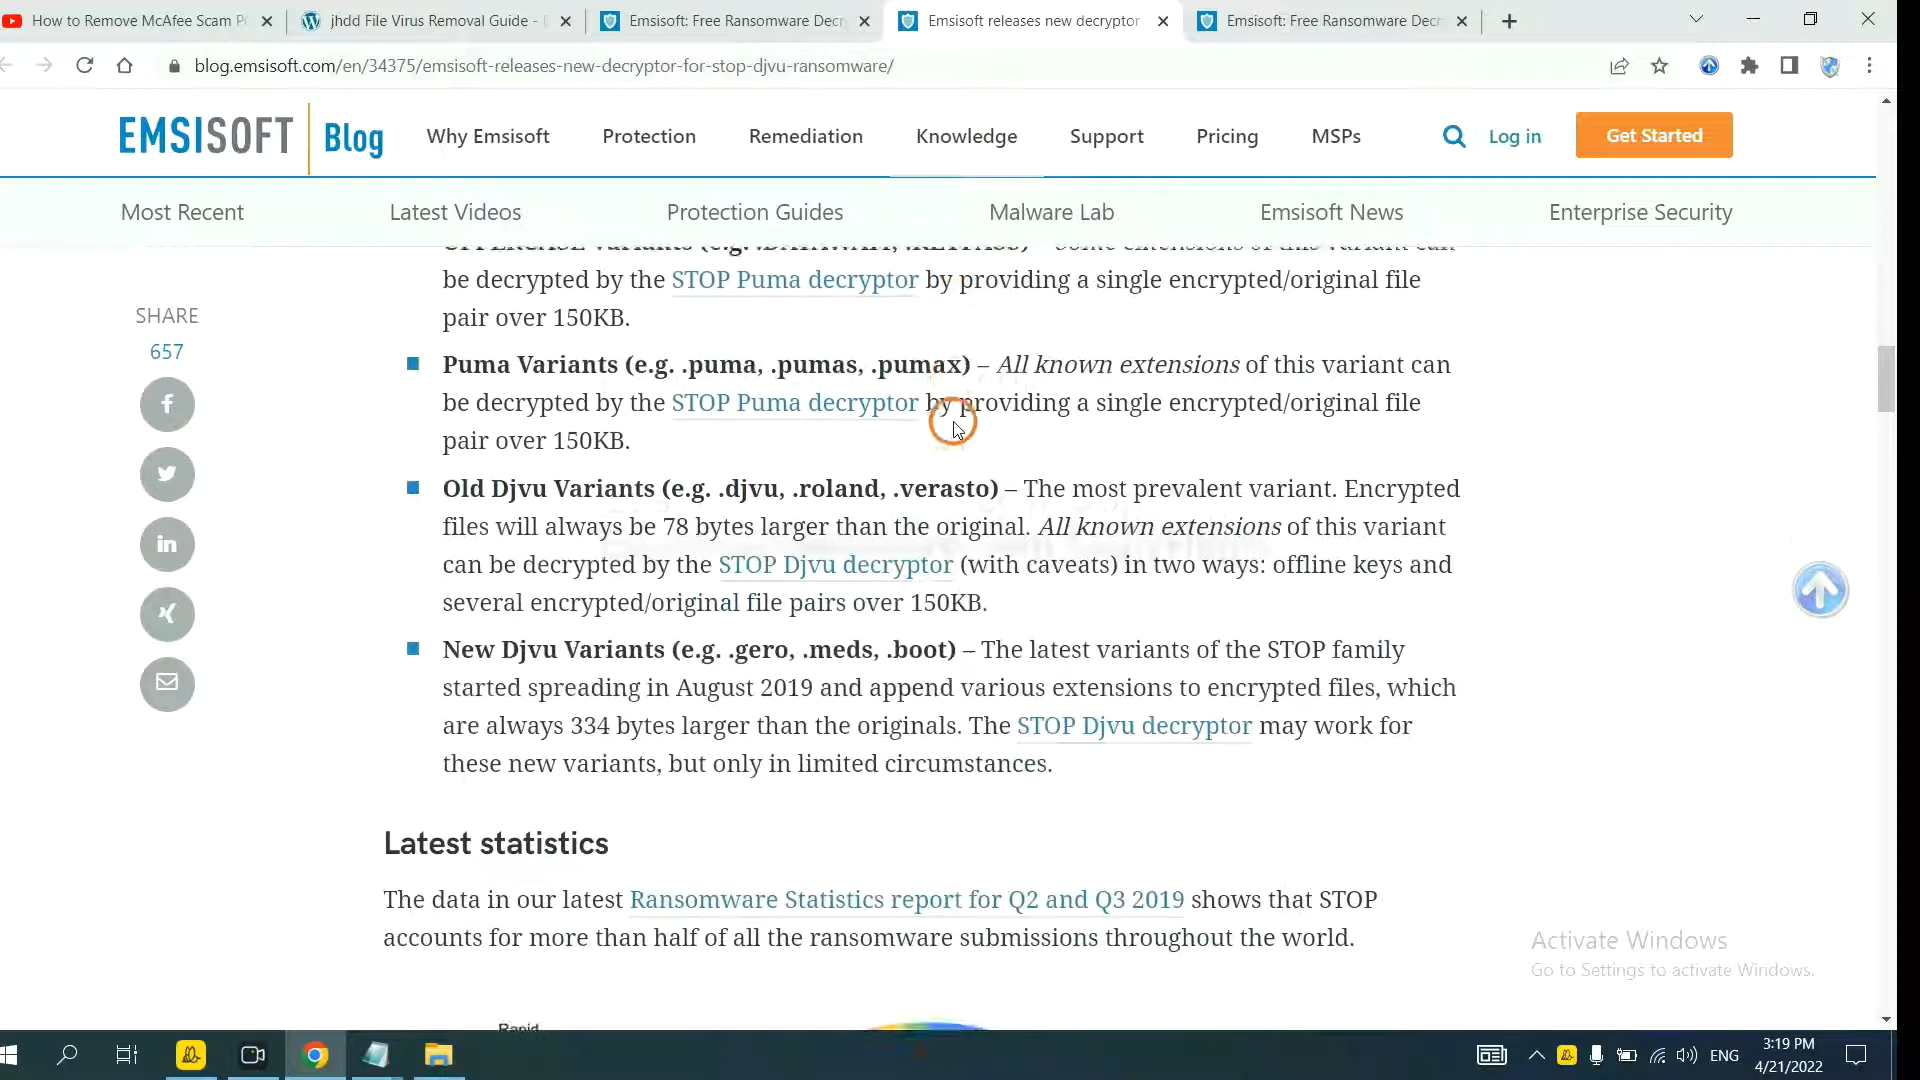 How to Remove McAfee Scam P
jhdd File Virus Removal Guide -
Emsisoft: Free Ransomware Decr
Emsisoft releases new decryptor
Emsisoft: Free Ransomware Decr
blog.emsisoft.com/en/34375/emsisoft-releases-new-decryptor-for-stop-djvu-ransomware/
EMSISOFT Blog
Why Emsisoft
Protection
Remediation
Knowledge
Support
Pricing
MSPs
Log in
Get Started
Most Recent
Latest Videos
Protection Guides
Malware Lab
Emsisoft News
Enterprise Security
SHARE
657
be decrypted by the STOP Puma decryptor by providing a single encrypted/original file
pair over 150KB.
Puma Variants (e.g. .puma, .pumas, .pumax) – All known extensions of this variant can
be decrypted by the STOP Puma decryptor by providing a single encrypted/original file
pair over 150KB.
Old Djvu Variants (e.g. .djvu, .roland, .verasto) – The most prevalent variant. Encrypted
files will always be 78 bytes larger than the original. All known extensions of this variant
can be decrypted by the STOP Djvu decryptor (with caveats) in two ways: offline keys and
several encrypted/original file pairs over 150KB.
New Djvu Variants (e.g. .gero, .meds, .boot) – The latest variants of the STOP family
started spreading in August 2019 and append various extensions to encrypted files, which
are always 334 bytes larger than the originals. The STOP Djvu decryptor may work for
these new variants, but only in limited circumstances.
Latest statistics
The data in our latest Ransomware Statistics report for Q2 and Q3 2019 shows that STOP
accounts for more than half of all the ransomware submissions throughout the world.
Rapid
Activate Windows
Go to Settings to activate Windows.
ENG
3:19 PM
4/21/2022